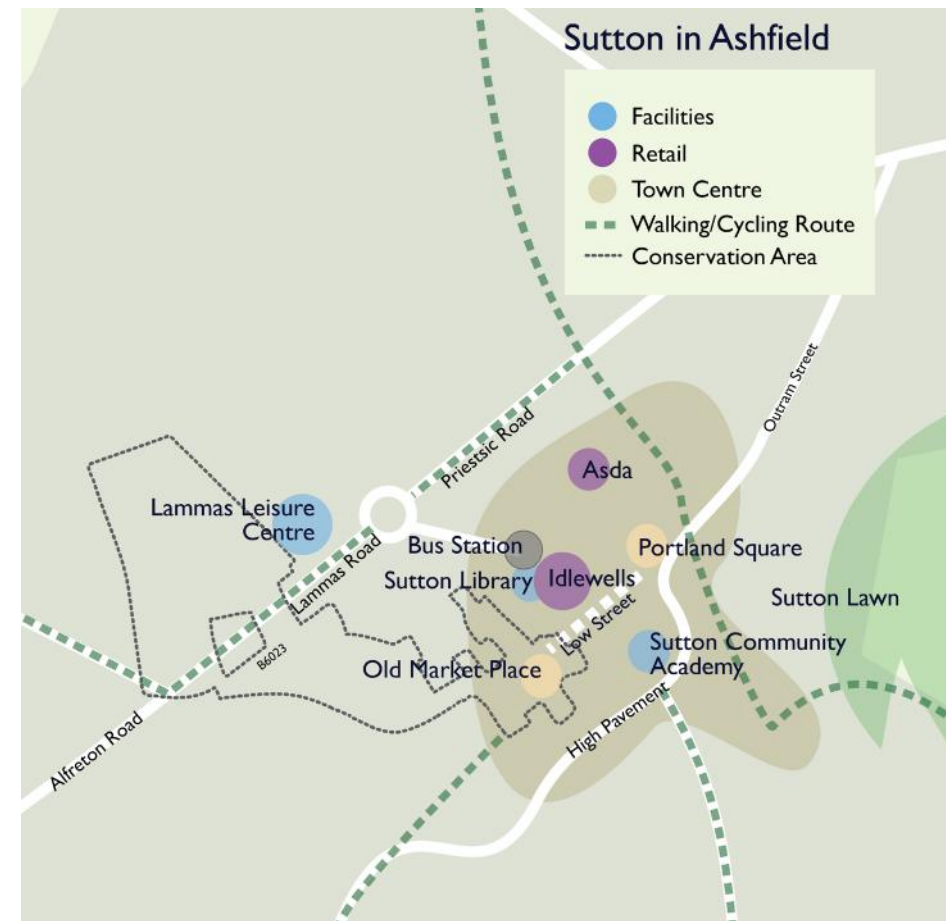 Sutton in Ashfield
Facilities
Retail
Town Centre
Walking/Cycling Route
Conservation Area
Outram Street
Priestsic Road
Asda
Lammas Leisure
Centre
Bus Station
Portland Square
Lammas Road
Sutton Library
Idlewells
Sutton Lawn
Low Street
Sutton Community
Academy
B6023
Old Market Place
High Pavement
Alfreton Road